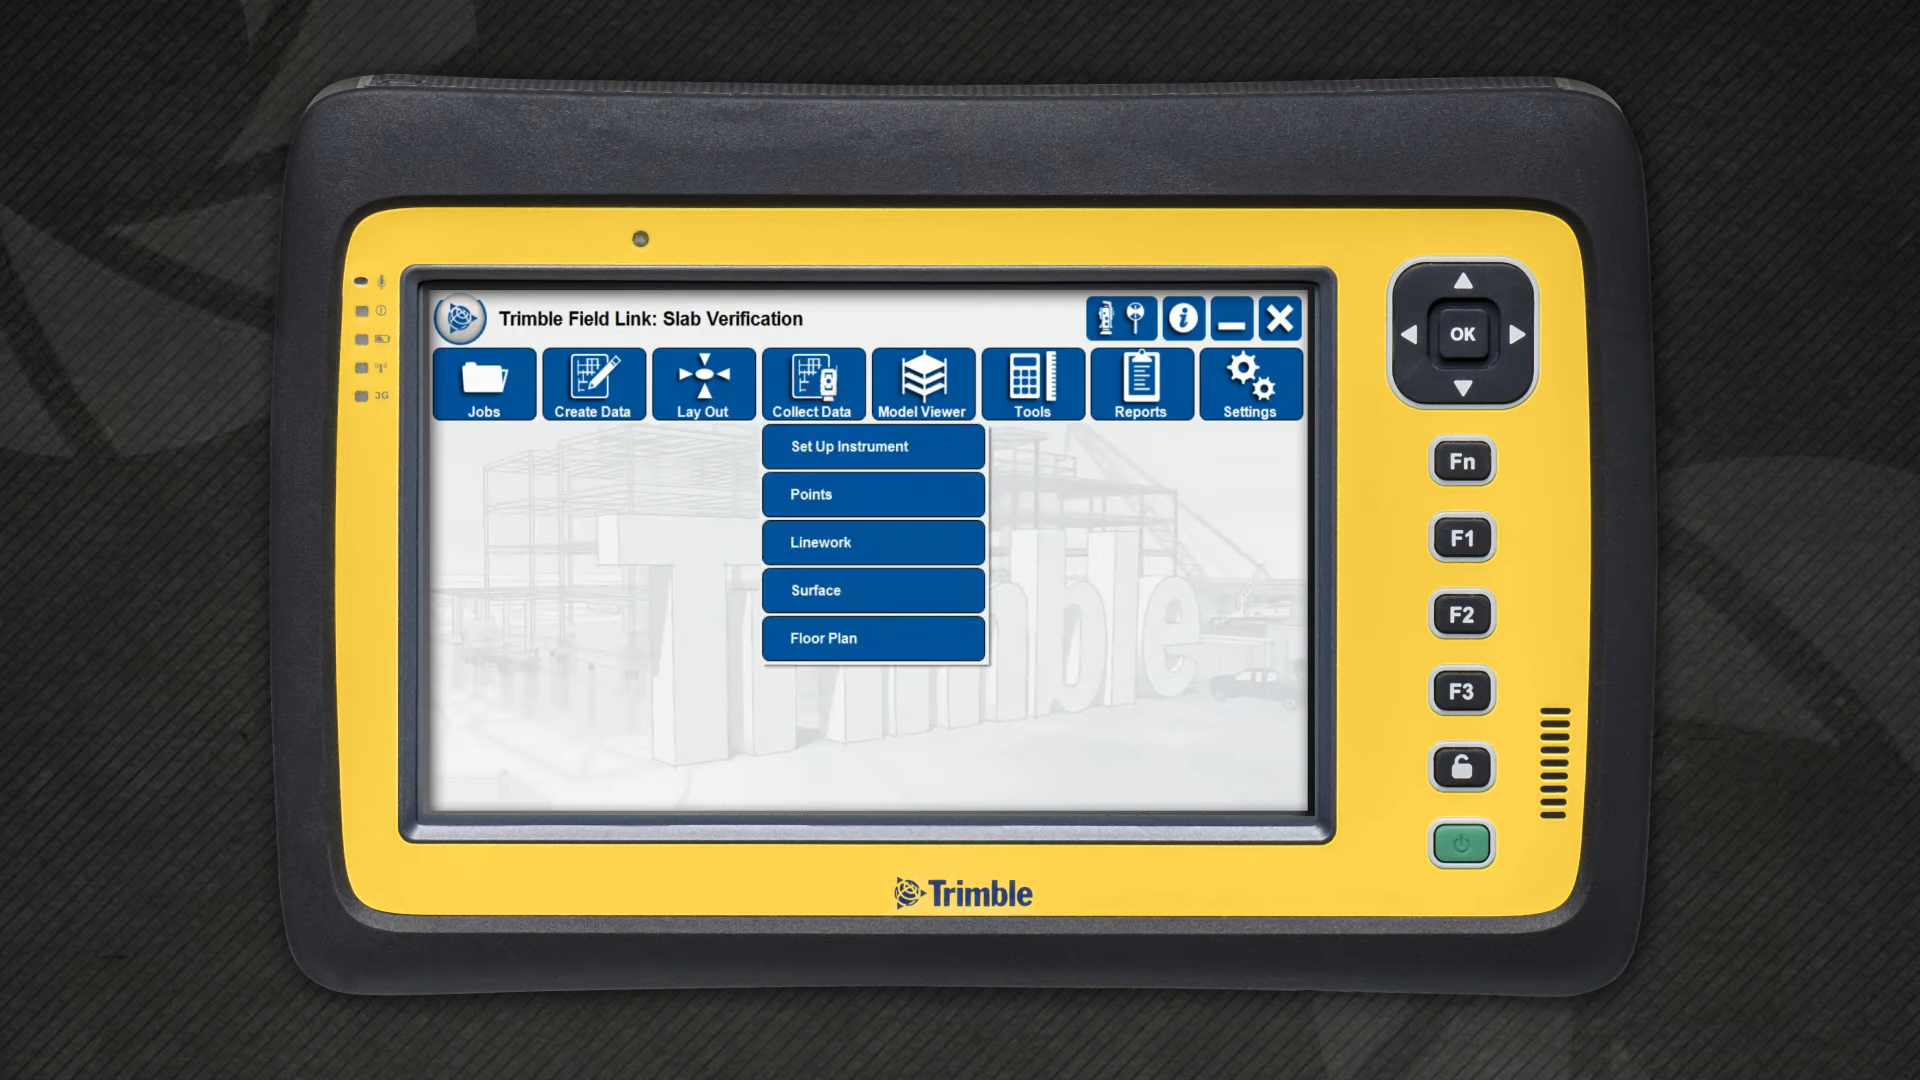 Trimble Field Link: Slab Verification
Jobs
Create Data
Lay Out
Collect Data
Model Viewer
Tools
Reports
Settings
Set Up Instrument
Points
Linework
Surface
Floor Plan
Trimble
3G
OK
Fn
F1
F2
F3
Trimble